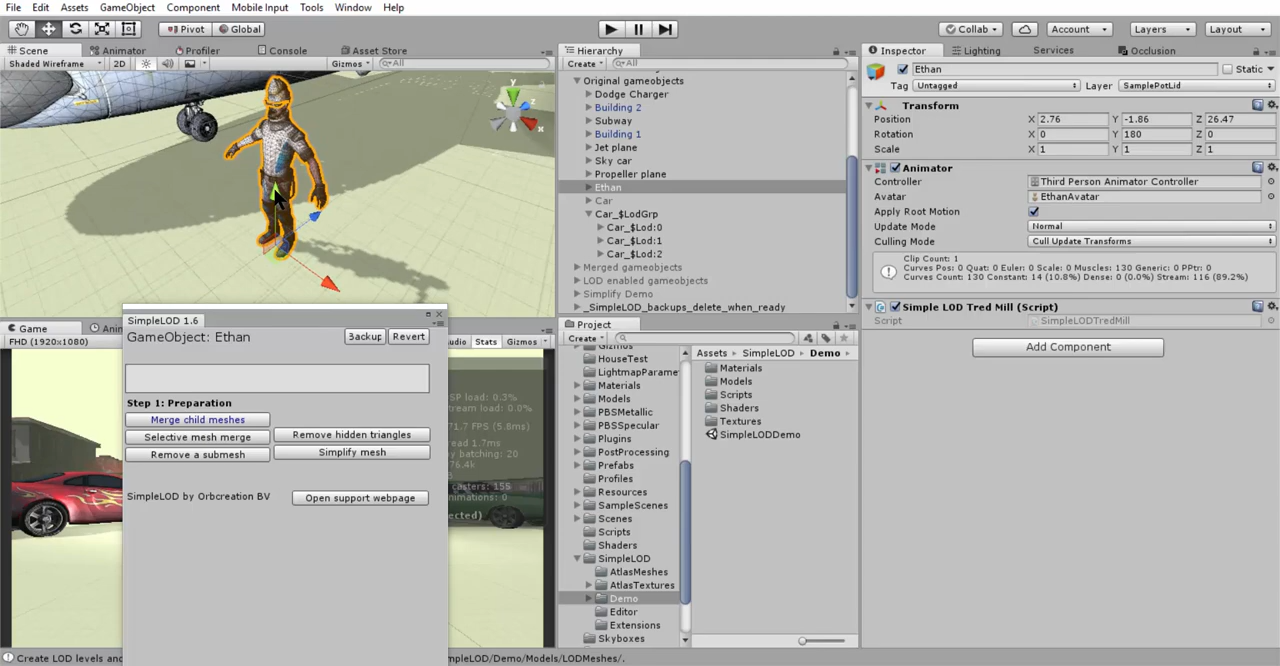 File Edit Assets GameObject Component Mobile Input Tools Window Help
Pivot Global Collab Account Layers Layout
Scene Animator Profiler Console Asset Store
Shaded Wireframe 2D Gizmos All
y
x
Hierarchy
Create All
Original gameobjects
Dodge Charger
Building 2
Subway
Building 1
Jet plane
Sky car
Propeller plane
Ethan
Car
Car_$LodGrp
Car_$Lod:0
Car_$Lod:1
Car_$Lod:2
Merged gameobjects
LOD enabled gameobjects
Simplify Demo
_SimpleLOD_backups_delete_when_ready
Inspector Lighting Services Occlusion
Ethan Static
Tag Untagged Layer SamplePotLid
Transform
Position X 2.76 Y -1.86 Z 26.47
Rotation X 0 Y 180 Z 0
Scale X 1 Y 1 Z 1
Animator
Controller Third Person Animator Controller
Avatar EthanAvatar
Apply Root Motion
Update Mode Normal
Culling Mode Cull Update Transforms
Clip Count: 1
Curves Pos: 0 Quat: 0 Euler: 0 Scale: 0 Muscles: 130 Generic: 0 PPtr: 0
Curves Count: 130 Constant: 14 (10.8%) Dense: 0 (0.0%) Stream: 116 (89.2%)
Simple LOD Tred Mill (Script)
Script SimpleLODTredMill
Add Component
Game
FHD (1920x1080)
Stats Gizmos
SimpleLOD 1.6
GameObject: Ethan Backup Revert
Step 1: Preparation
Merge child meshes
Selective mesh merge Remove hidden triangles
Remove a submesh Simplify mesh
SimpleLOD by Orbcreation BV Open support webpage
Project
Create
Gizmos
HouseTest
LightmapParame
Materials
Models
PBSMetallic
PBSSpecular
Plugins
PostProcessing
Prefabs
Profiles
Resources
SampleScenes
Scenes
Scripts
Shaders
SimpleLOD
AtlasMeshes
AtlasTextures
Demo
Editor
Extensions
Skyboxes
Assets SimpleLOD Demo
Materials
Models
Scripts
Shaders
Textures
SimpleLODDemo
Create LOD levels and
mpleLOD/Demo/Models/LODMeshes/.